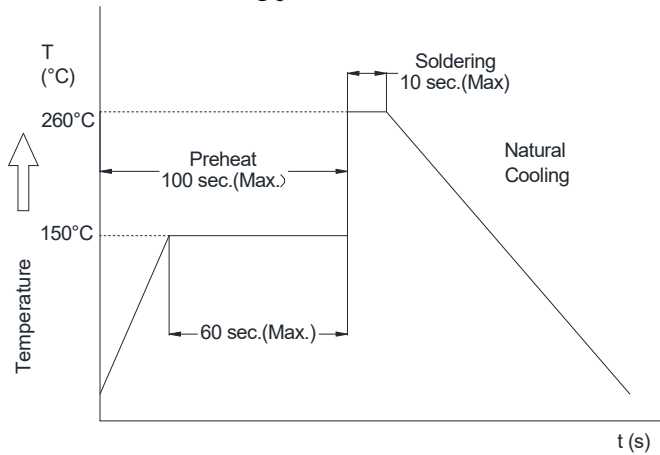 T
(°C)
Soldering
10 sec.(Max)
260°C
Preheat
100 sec.(Max.)
Natural
Cooling
150°C
Temperature
60 sec.(Max.)
t (s)